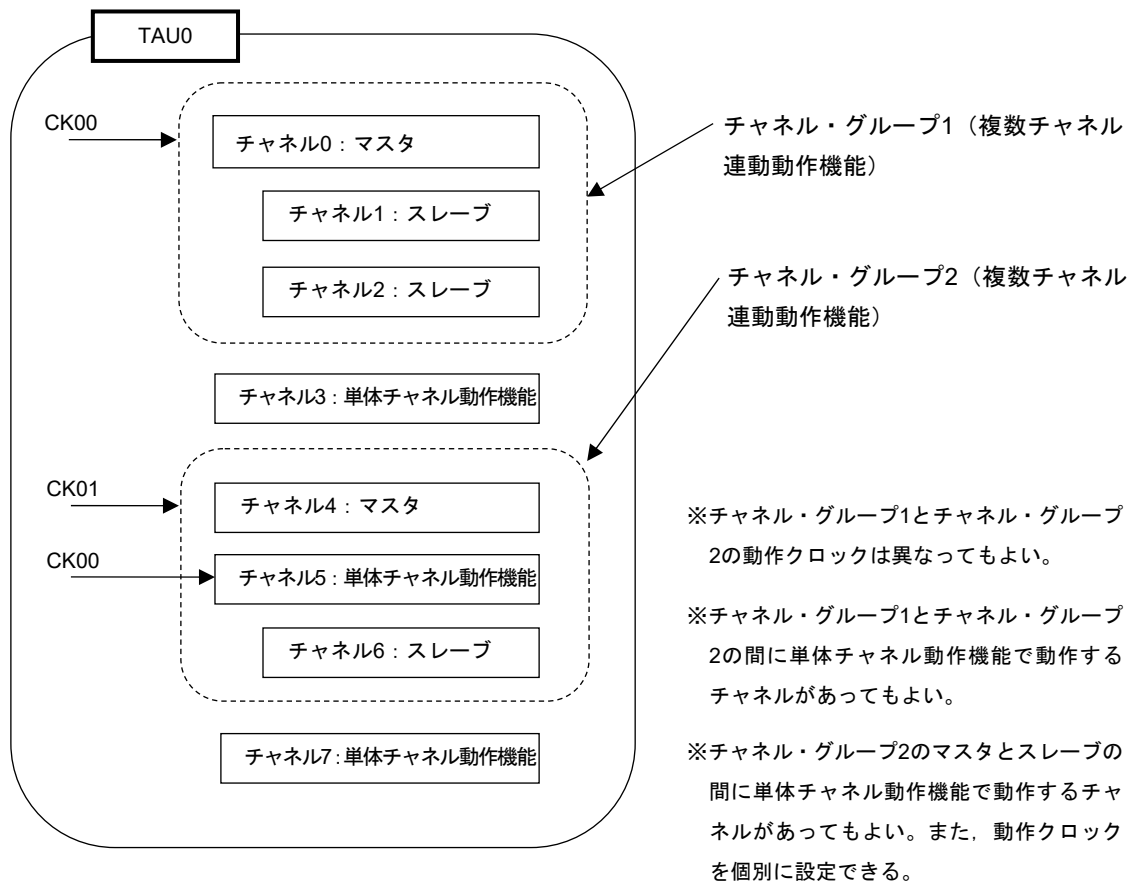 TAU0
CK00
チャネル0：マスタ
チャネル1：スレーブ
チャネル2：スレーブ
チャネル・グループ1（複数チャネル
連動動作機能）
チャネル・グループ2（複数チャネル
連動動作機能）
チャネル3：単体チャネル動作機能
CK01
チャネル4：マスタ
CK00
チャネル5：単体チャネル動作機能
チャネル6：スレーブ
チャネル7：単体チャネル動作機能
※チャネル・グループ1とチャネル・グループ
2の動作クロックは異なってもよい。
※チャネル・グループ1とチャネル・グループ
2の間に単体チャネル動作機能で動作する
チャネルがあってもよい。
※チャネル・グループ2のマスタとスレーブの
間に単体チャネル動作機能で動作するチャ
ネルがあってもよい。また，動作クロック
を個別に設定できる。